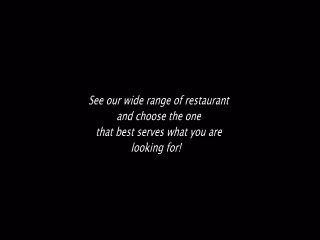 See our wide range of restaurant
and choose the one
that best serves what you are
looking for!